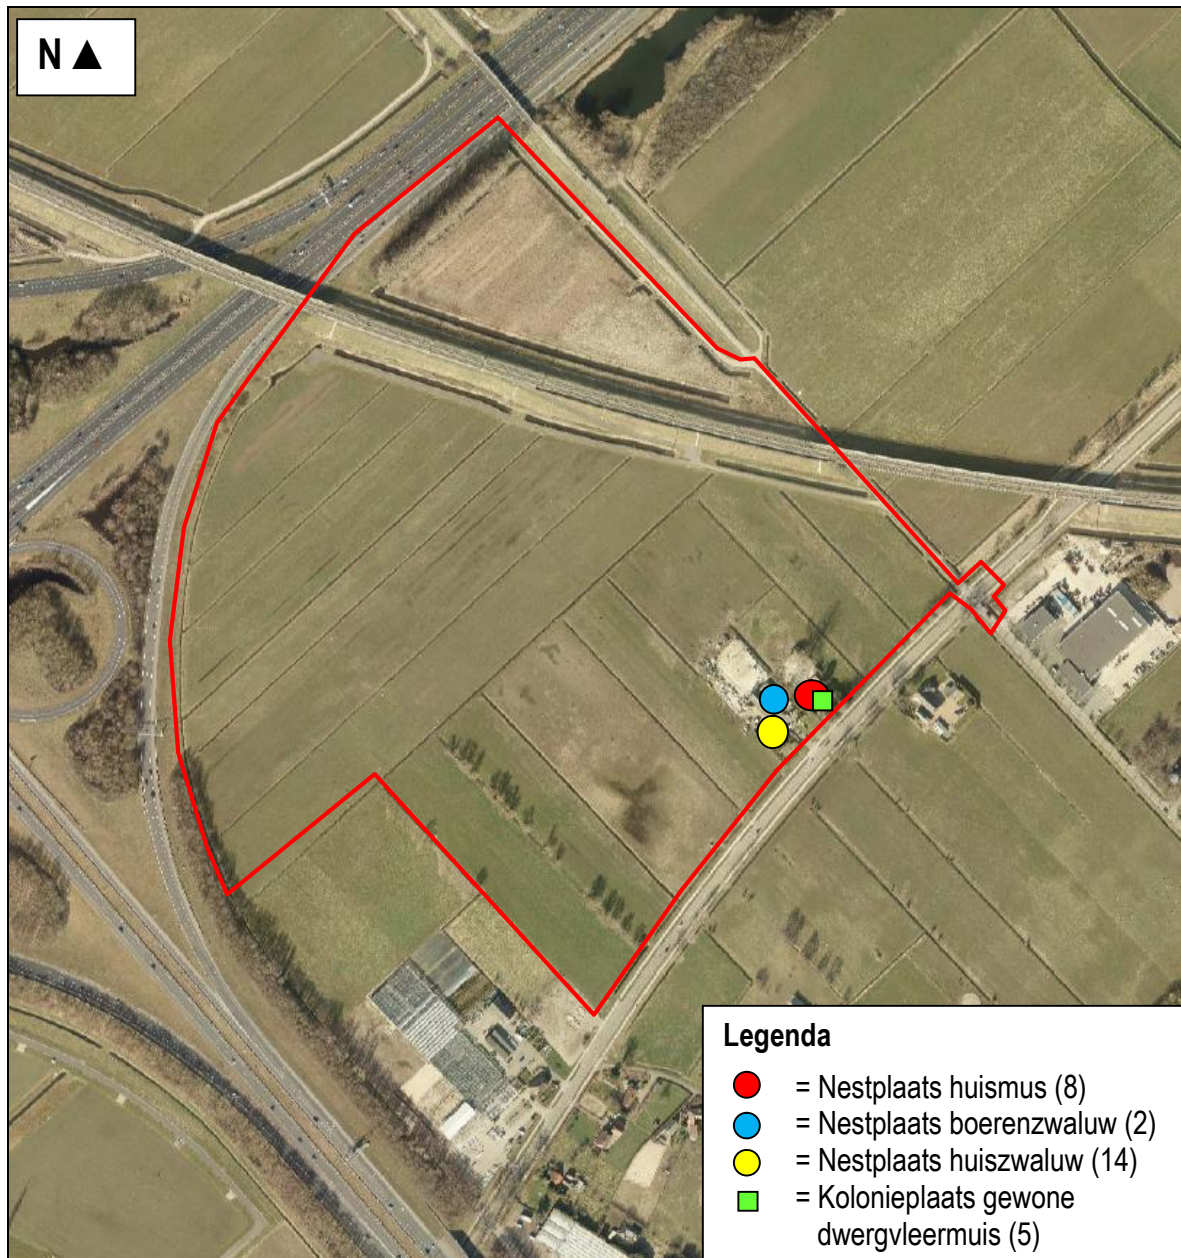 N ▲
Legenda
= Nestplaats huismus (8)
= Nestplaats boerenzwaluw (2)
= Nestplaats huiszwaluw (14)
= Kolonieplaats gewone
dwergvleermuis (5)